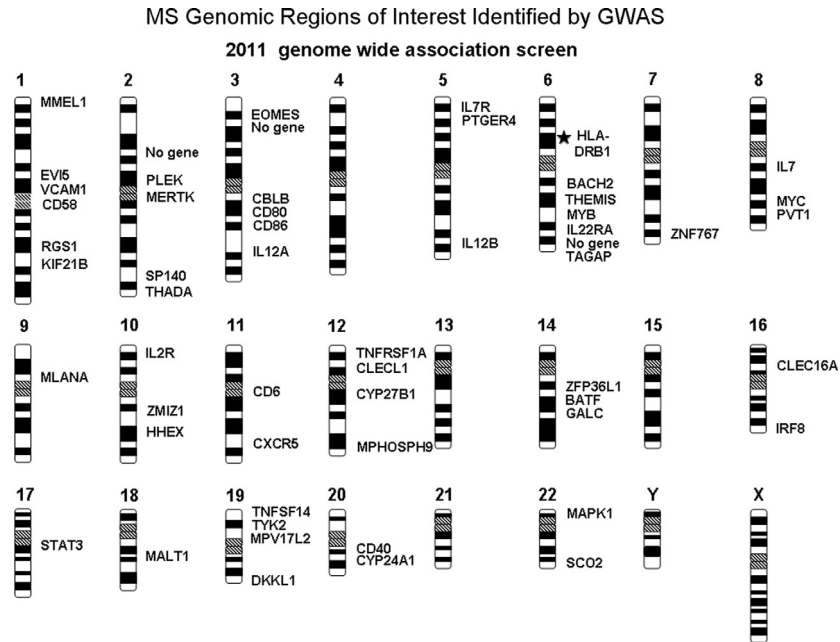 MS Genomic Regions of Interest Identified by GWAS
2011 genome wide association screen
1
MMEL1
EVI5
VCAM1
CD58
RGS1
KIF21B
2
No gene
PLEK
MERTK
SP140
THADA
3
EOMES
No gene
CBLB
CD80
CD86
IL12A
4
5
IL7R
PTGER4
IL12B
6
HLA-
DRB1
BACH2
THEMIS
MYB
IL22RA
No gene
TAGAP
7
ZNF767
8
IL7
MYC
PVT1
9
MLANA
10
IL2R
ZMIZ1
HHEX
11
CD6
CXCR5
12
TNFRSF1A
CLECL1
CYP27B1
MPHOSPH9
13
14
ZFP36L1
BATF
GALC
15
16
CLEC16A
IRF8
17
STAT3
18
MALT1
19
TNFSF14
TYK2
MPV17L2
DKKL1
20
CD40
CYP24A1
21
22
MAPK1
SCO2
Y
X